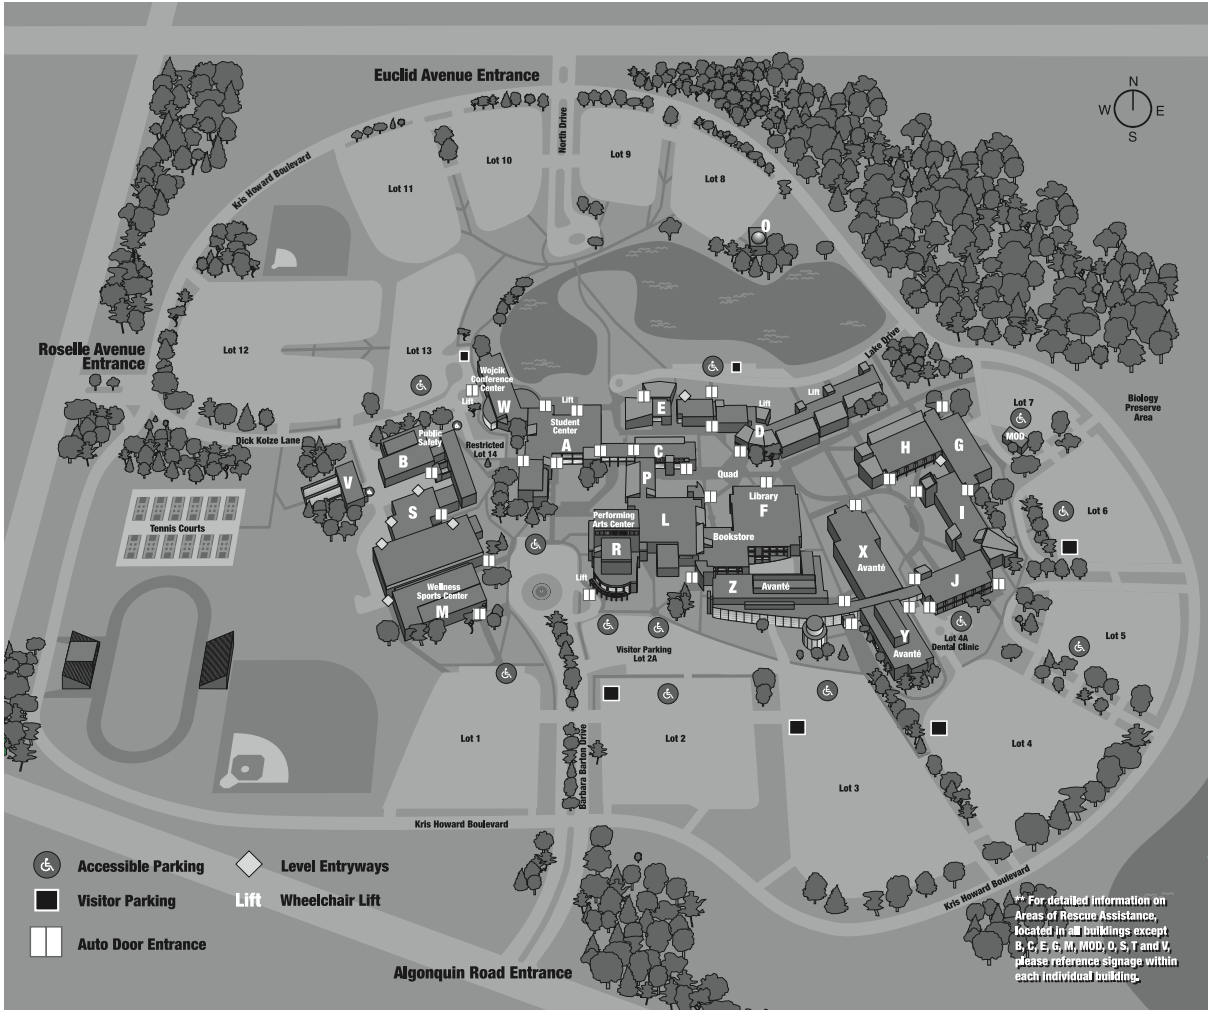 Euclid Avenue Entrance
N
W
E
S
North Drive
Lot 10
Lot 9
Lot 11
Lot 8
Kris Howard Boulevard
O
Roselle Avenue
Entrance
Lot 12
Lot 13
Lake Drive
Wojcik
Conference
Center
W
Lift
Lift
Student
Center
A
E
Lift
Lift
D
Lot 7
MOD
Biology
Preserve
Area
Dick Kolze Lane
Public
Safety
B
Restricted
Lot 14
C
H
G
V
S
P
Quad
Library
F
I
Lot 6
Tennis Courts
Performing
Arts Center
R
L
Bookstore
X
Avanté
Lift
Wellness
Sports Center
M
Z
Avanté
J
Y
Avanté
Lot 4A
Dental Clinic
Lot 5
Visitor Parking
Lot 2A
Lot 1
Barbara Barton Drive
Lot 2
Lot 3
Lot 4
Kris Howard Boulevard
Kris Howard Boulevard
Accessible Parking
Level Entryways
Visitor Parking
Lift
Wheelchair Lift
Auto Door Entrance
Algonquin Road Entrance
** For detailed information on
Areas of Rescue Assistance,
located in all buildings except
B, C, E, G, M, MOD, O, S, T and V,
please reference signage within
each individual building.